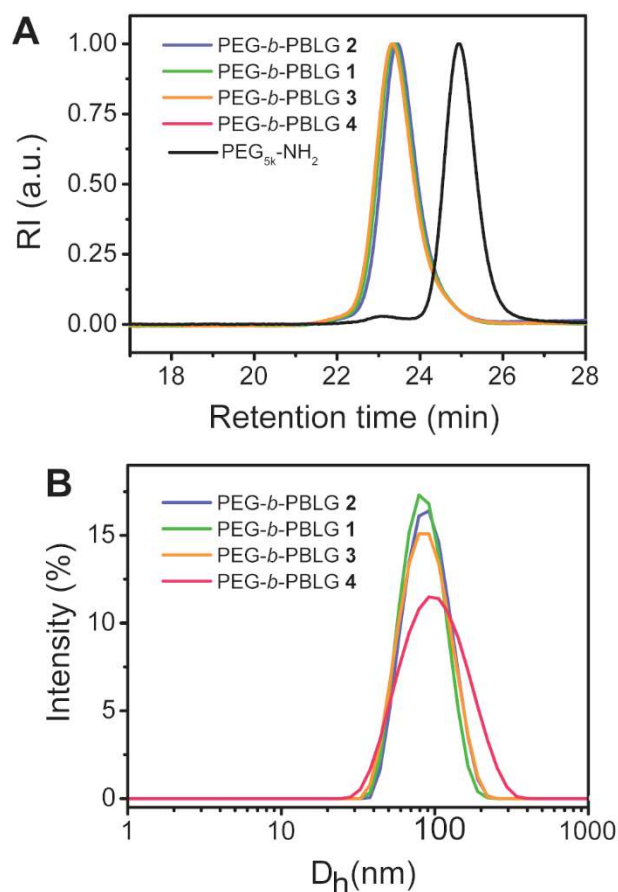 A
PEG-b-PBLG 2
PEG-b-PBLG 1
PEG-b-PBLG 3
PEG-b-PBLG 4
PEG5k-NH2
1.00
0.75
0.50
0.25
0.00
RI (a.u.)
18 20 22 24 26 28
Retention time (min)
B
PEG-b-PBLG 2
PEG-b-PBLG 1
PEG-b-PBLG 3
PEG-b-PBLG 4
15
10
5
0
Intensity (%)
1 10 100 1000
Dh(nm)